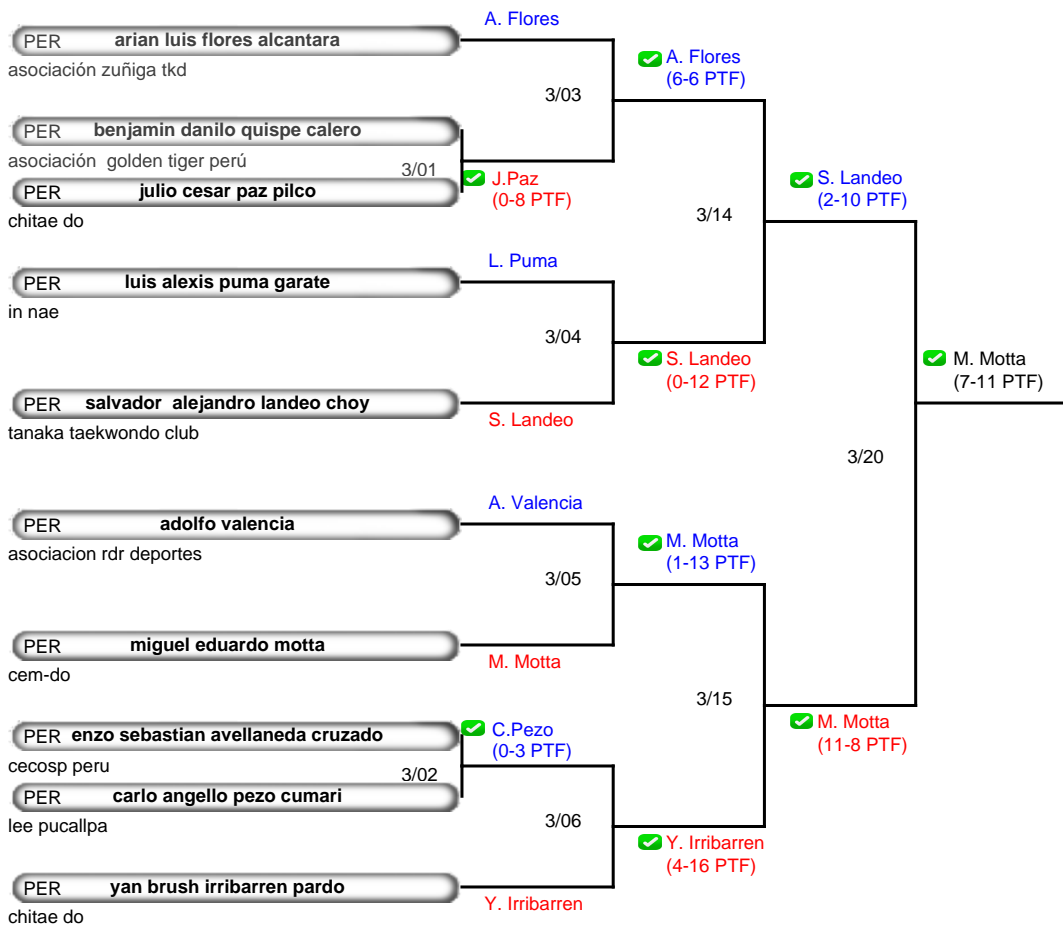 A. Flores
PER arian luis flores alcantara
asociación zuñiga tkd
A. Flores
(6-6 PTF)
3/03
PER benjamin danilo quispe calero
asociación  golden tiger perú
3/01
PER julio cesar paz pilco
chitae do
J.Paz
(0-8 PTF)
S. Landeo
(2-10 PTF)
3/14
L. Puma
PER luis alexis puma garate
in nae
3/04
S. Landeo
(0-12 PTF)
M. Motta
(7-11 PTF)
PER salvador  alejandro landeo choy
tanaka taekwondo club
S. Landeo
3/20
A. Valencia
PER adolfo valencia
asociacion rdr deportes
M. Motta
(1-13 PTF)
3/05
PER miguel eduardo motta
cem-do
M. Motta
3/15
PER enzo sebastian avellaneda cruzado
cecosp peru
C.Pezo
(0-3 PTF)
M. Motta
(11-8 PTF)
3/02
PER carlo angello pezo cumari
lee pucallpa
3/06
Y. Irribarren
(4-16 PTF)
PER yan brush irribarren pardo
chitae do
Y. Irribarren